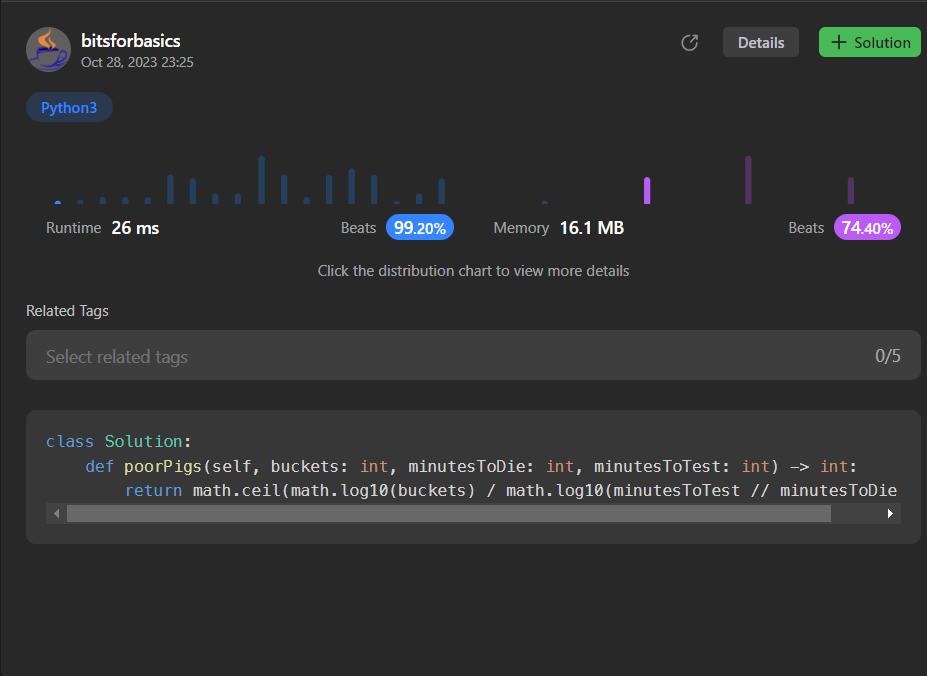 bitsforbasics
Oct 28, 2023 23:25
Details
+ Solution
Python3
Runtime 26 ms Beats 99.20% Memory 16.1 MB Beats 74.40%
Click the distribution chart to view more details
Related Tags
Select related tags 0/5
class Solution:
    def poorPigs(self, buckets: int, minutesToDie: int, minutesToTest: int) -> int:
        return math.ceil(math.log10(buckets) / math.log10(minutesToTest // minutesToDie